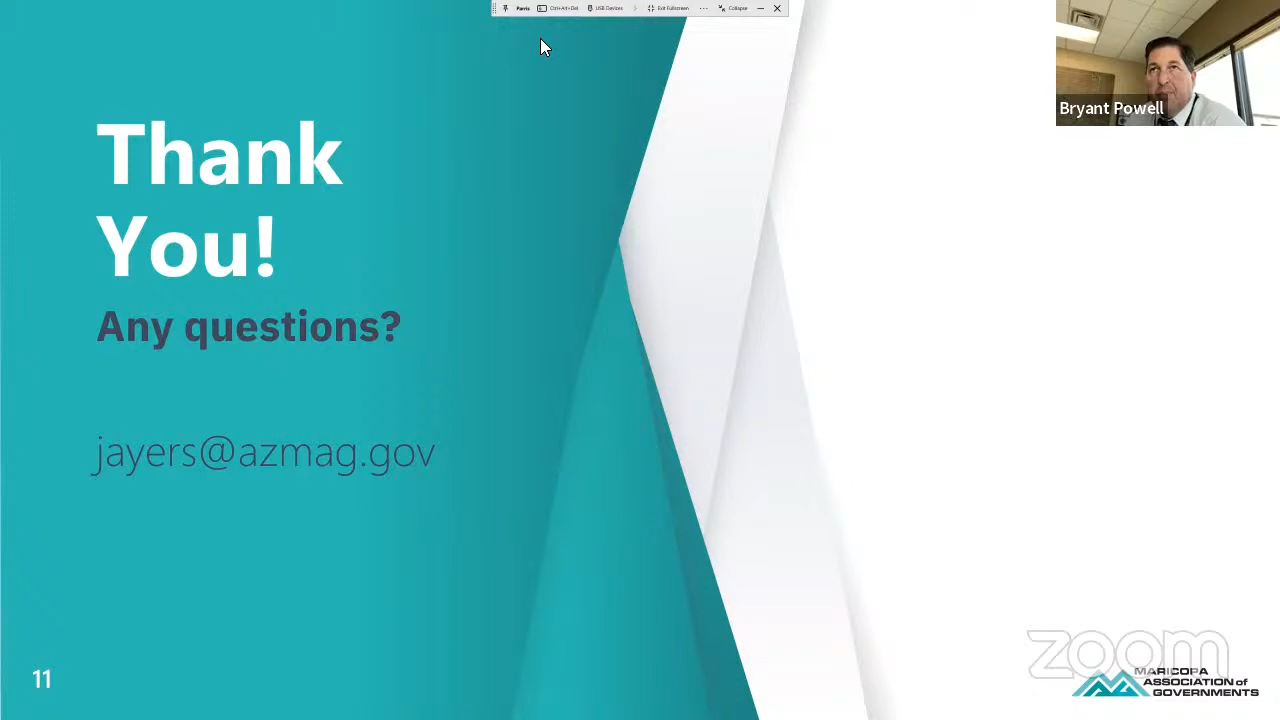 Parris Ctrl+Alt+Del USB Devices Exit Fullscreen ... Collapse
Bryant Powell
Thank
You!
Any questions?
jayers@azmag.gov
11
zoom
MARICOPA
ASSOCIATION of
GOVERNMENTS